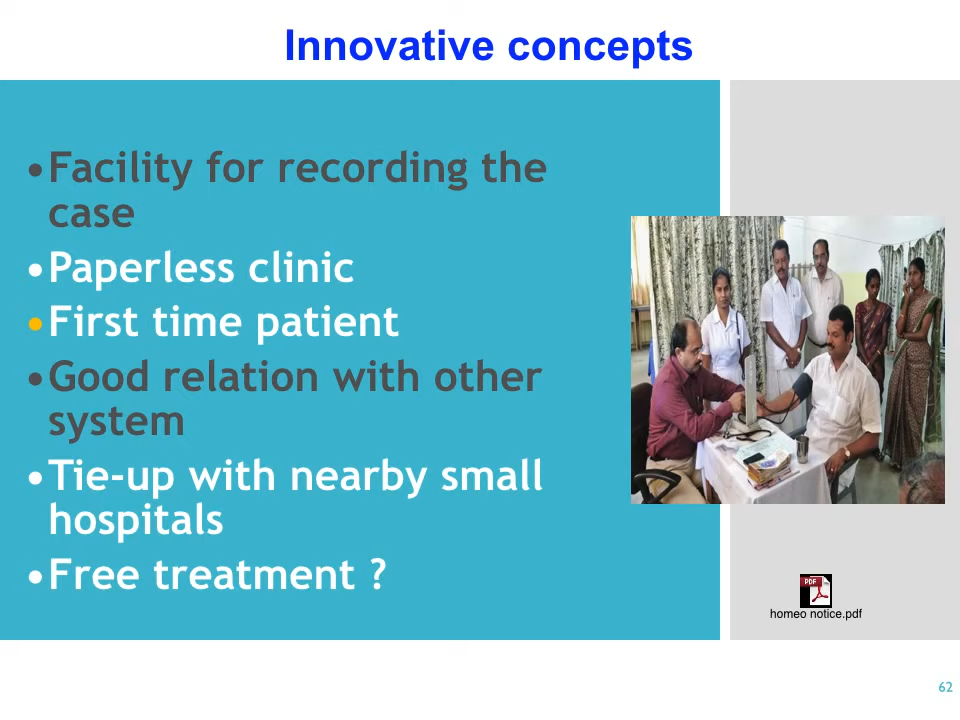 Innovative concepts
•Facility for recording the
case
•Paperless clinic
•First time patient
•Good relation with other
system
•Tie-up with nearby small
hospitals
•Free treatment ?
PDF
homeo notice.pdf
62